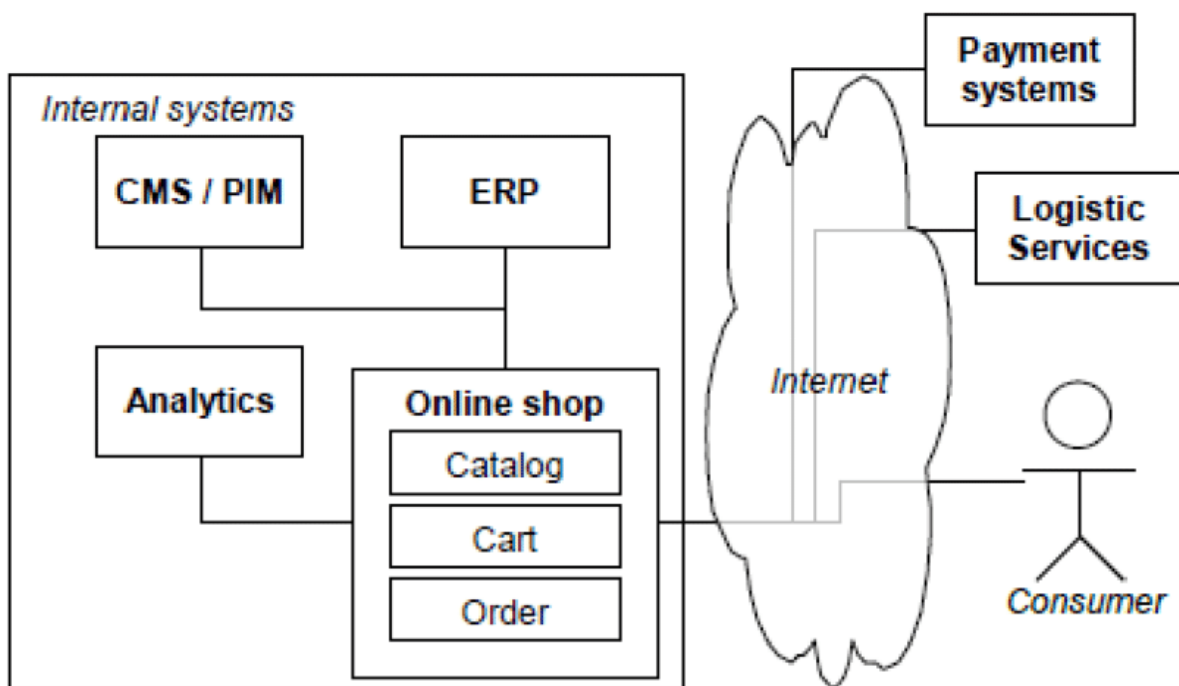 Payment
systems
Internal systems
CMS / PIM
ERP
Logistic
Services
Analytics
Online shop
Internet
Catalog
Cart
Order
Consumer